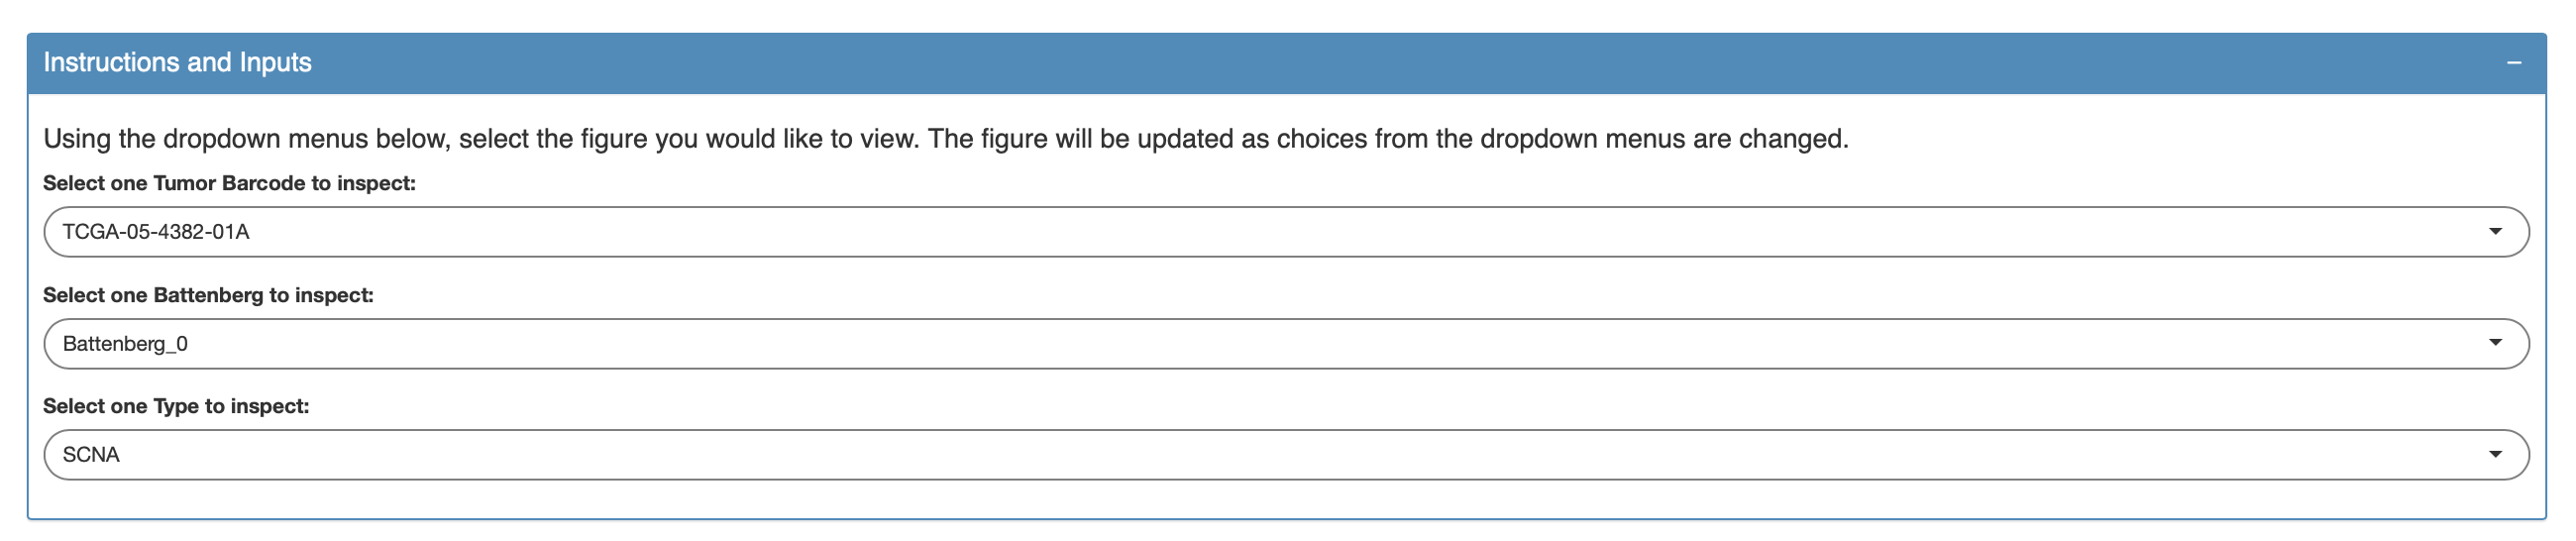 Instructions and Inputs
Using the dropdown menus below, select the figure you would like to view. The figure will be updated as choices from the dropdown menus are changed.
Select one Tumor Barcode to inspect:
TCGA-05-4382-01A
Select one Battenberg to inspect:
Battenberg_0
Select one Type to inspect:
SCNA